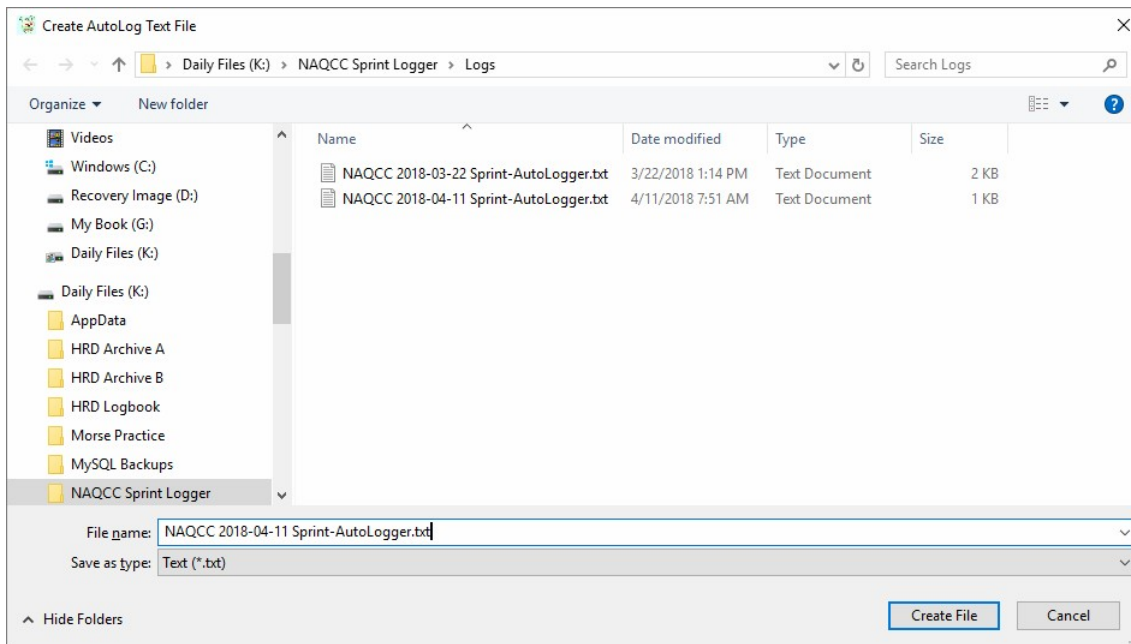 Create AutoLog Text File
Daily Files (K:) › NAQCC Sprint Logger › Logs
Search Logs
Organize
New folder
?
Name
Date modified
Type
Size
NAQCC 2018-03-22 Sprint-AutoLogger.txt 3/22/2018 1:14 PM Text Document 2 KB
NAQCC 2018-04-11 Sprint-AutoLogger.txt 4/11/2018 7:51 AM Text Document 1 KB
Videos
Windows (C:)
Recovery Image (D:)
My Book (G:)
Daily Files (K:)
Daily Files (K:)
AppData
HRD Archive A
HRD Archive B
HRD Logbook
Morse Practice
MySQL Backups
NAQCC Sprint Logger
File name: NAQCC 2018-04-11 Sprint-AutoLogger.txt
Save as type: Text (*.txt)
Hide Folders
Create File
Cancel